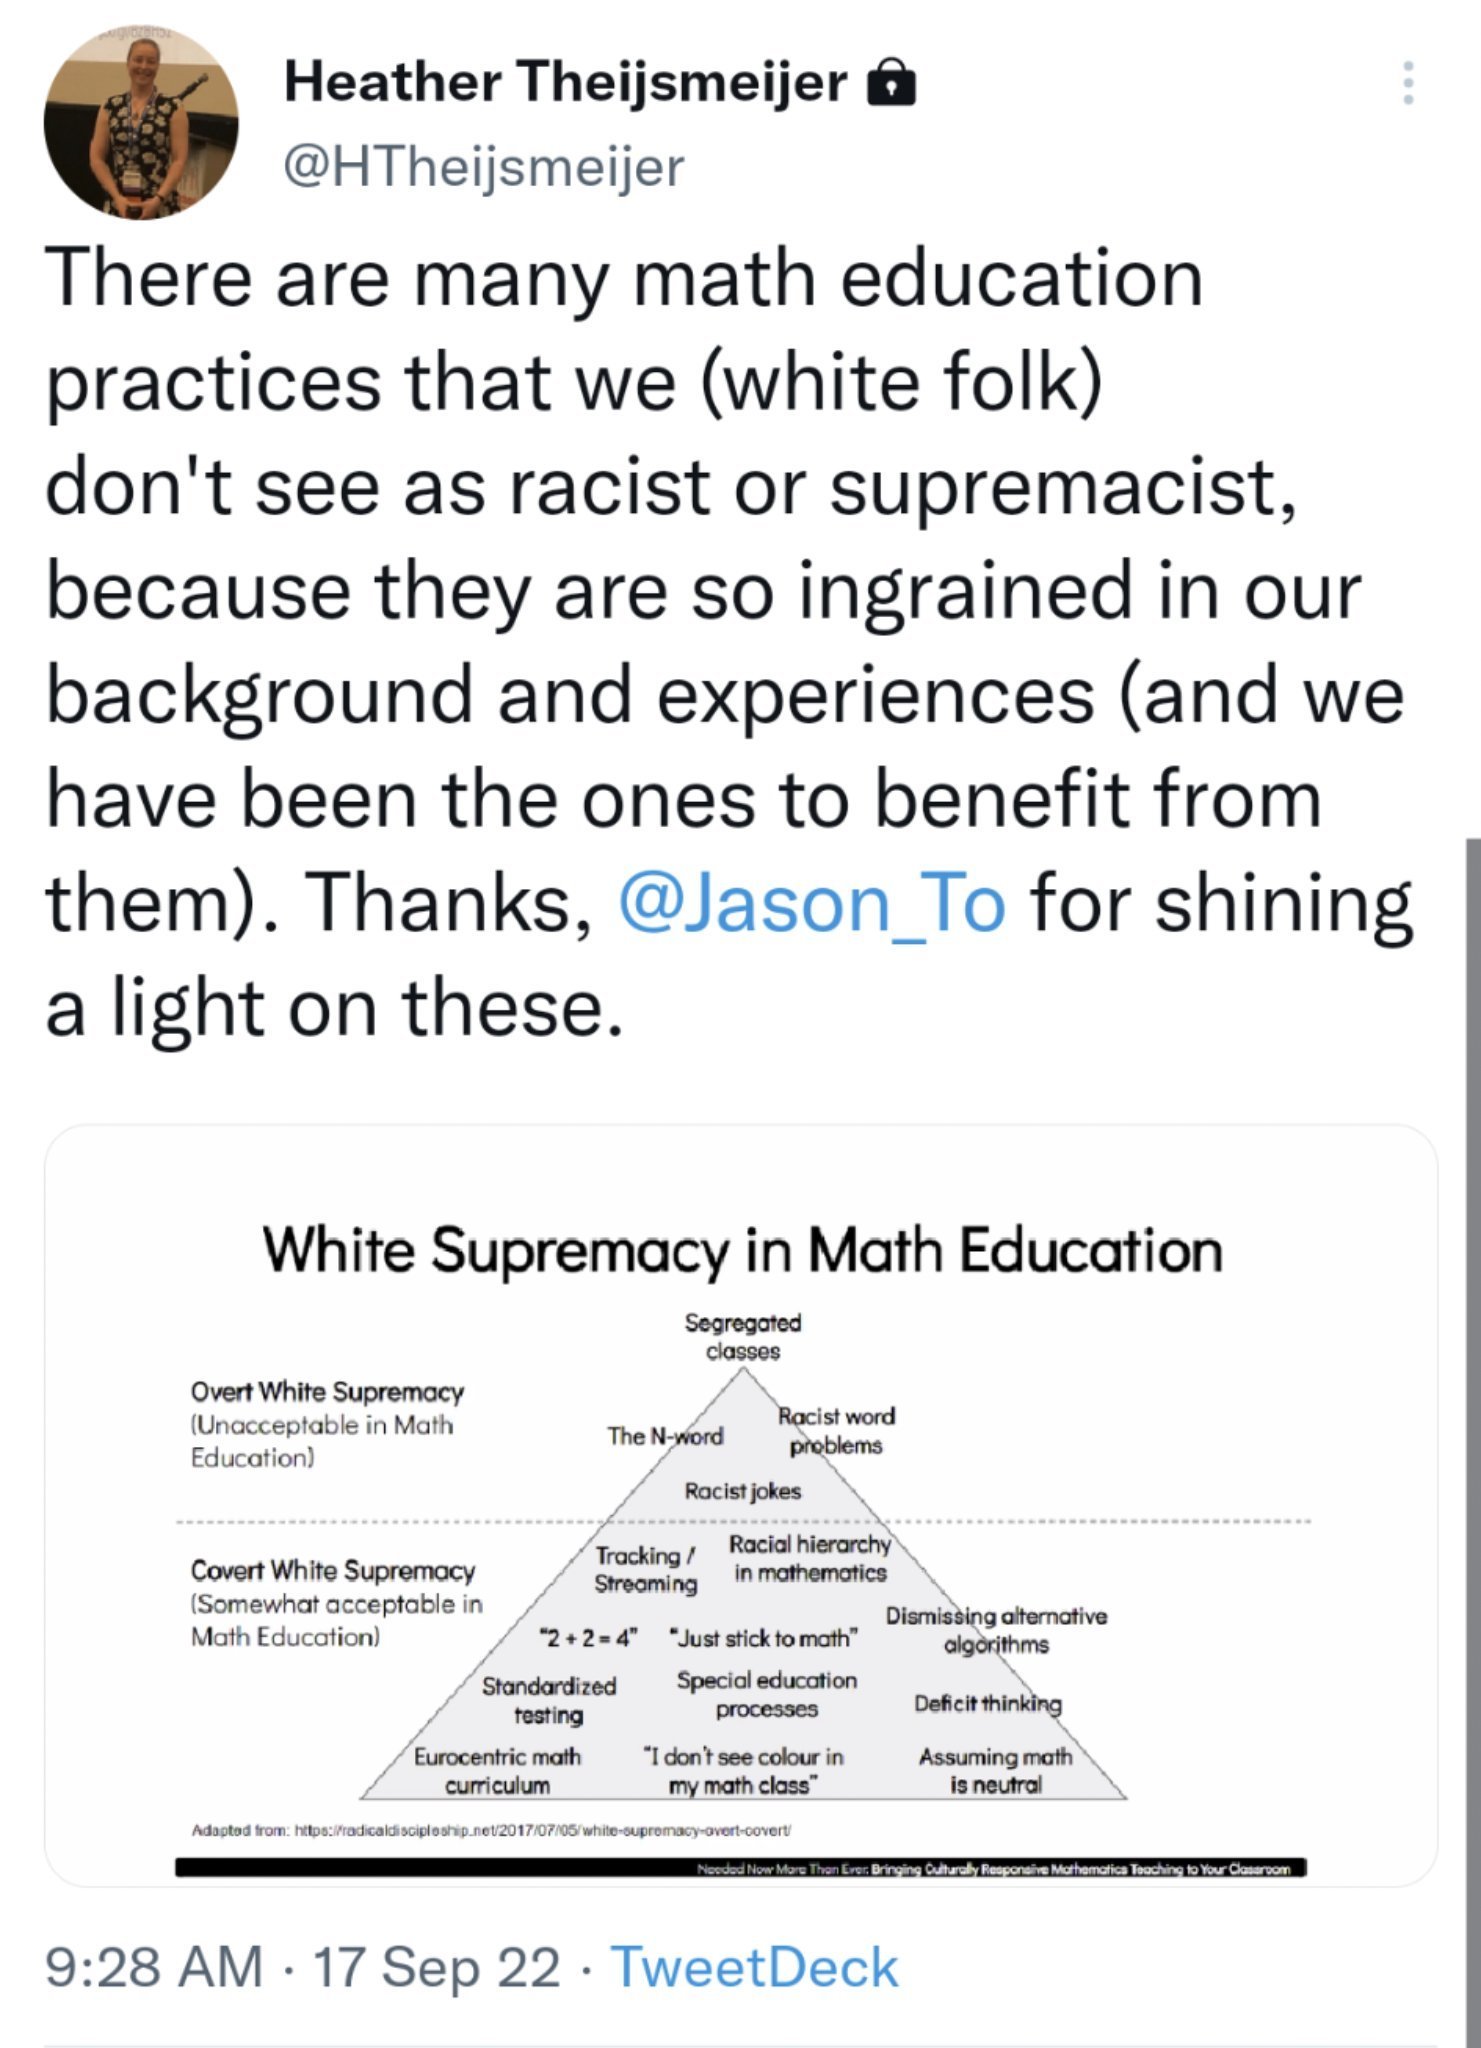 Heather Theijsmeijer
@HTheijsmeijer
There are many math education
practices that we (white folk)
don't see as racist or supremacist,
because they are so ingrained in our
background and experiences (and we
have been the ones to benefit from
them). Thanks, @Jason_To for shining
a light on these.
White Supremacy in Math Education
Segregated
classes
Overt White Supremacy
(Unacceptable in Math
Education)
The N-word
Racist word
problems
Racist jokes
Covert White Supremacy
(Somewhat acceptable in
Math Education)
Tracking /
Streaming
Racial hierarchy
in mathematics
Dismissing alternative
algorithms
"2 + 2 = 4"
"Just stick to math"
Standardized
testing
Special education
processes
Deficit thinking
Eurocentric math
curriculum
"I don't see colour in
my math class"
Assuming math
is neutral
Adapted from: https://radicaldiscipleship.net/2017/07/05/white-supremacy-overt-covert/
Needed Now More Than Ever: Bringing Culturally Responsive Mathematics Teaching to Your Classroom
9:28 AM · 17 Sep 22 · TweetDeck